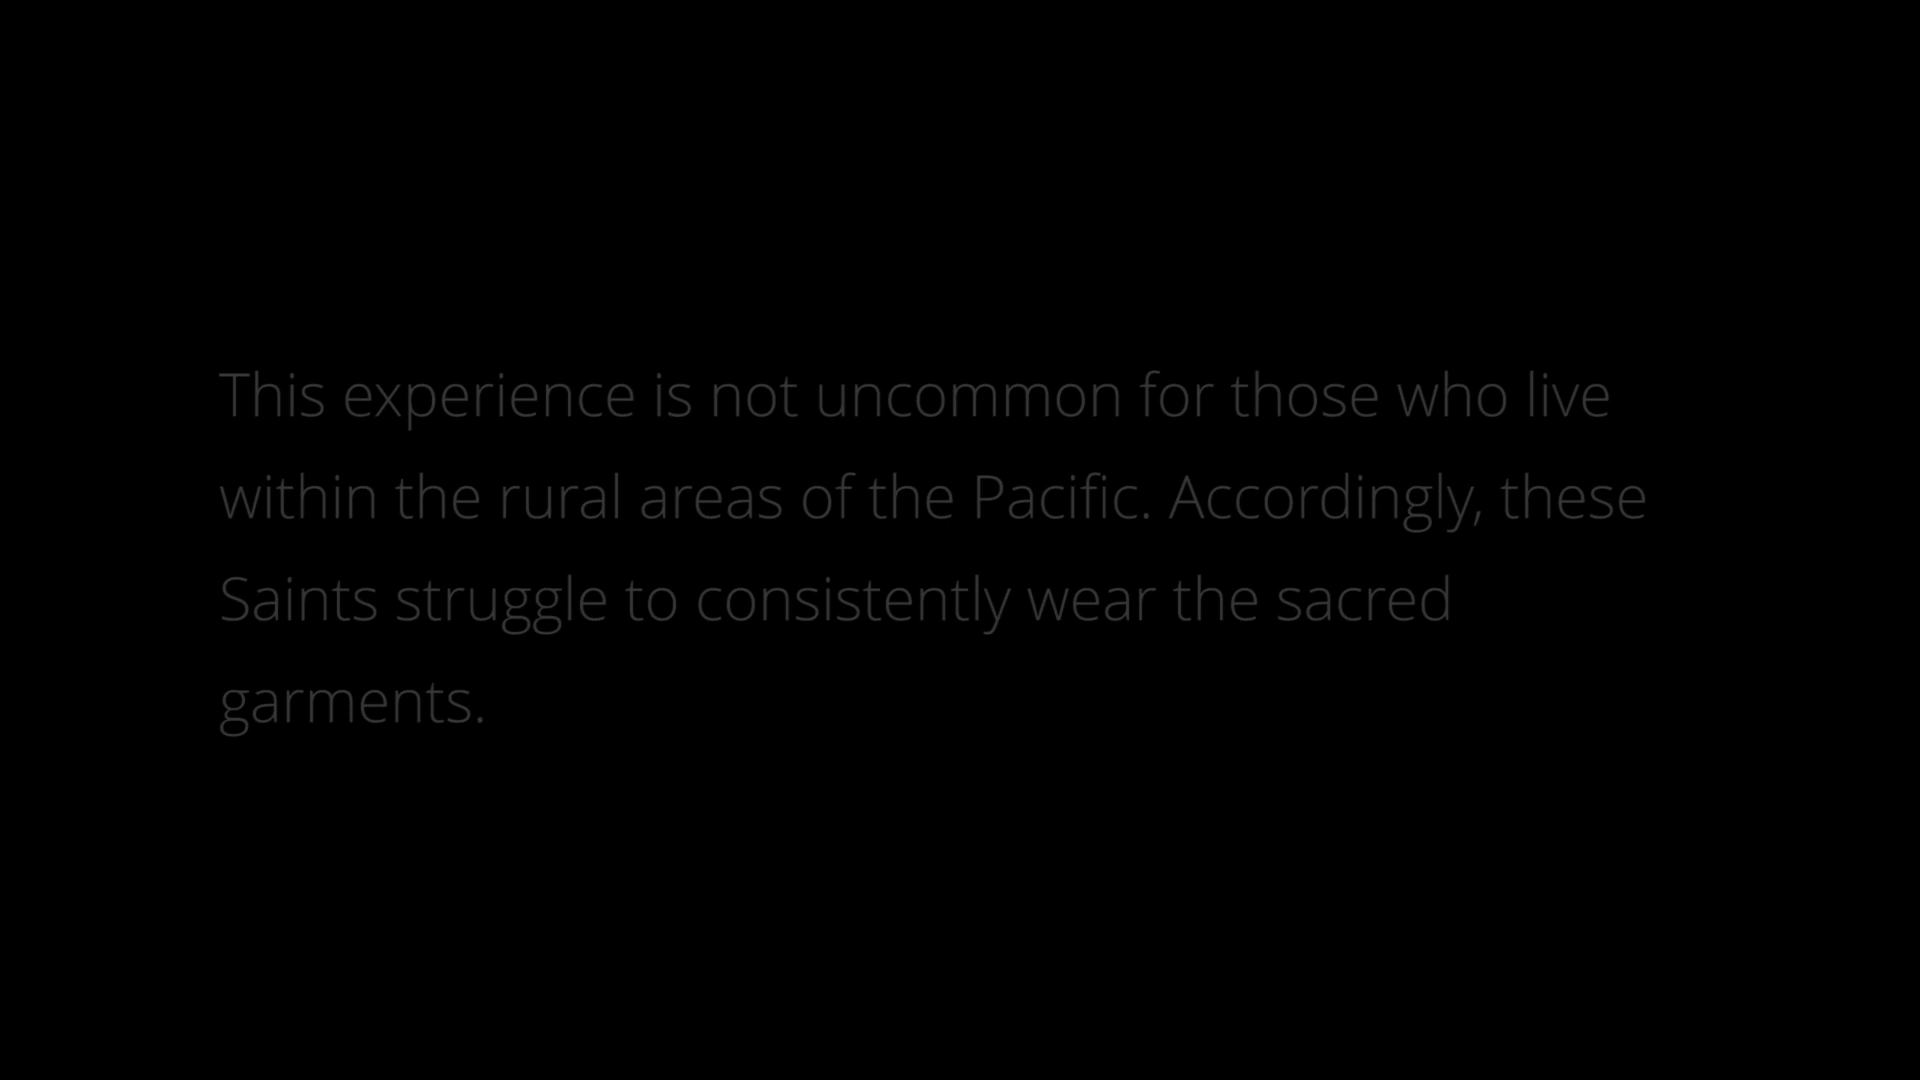 This experience is not uncommon for those who live
within the rural areas of the Pacific. Accordingly, these
Saints struggle to consistently wear the sacred
garments.